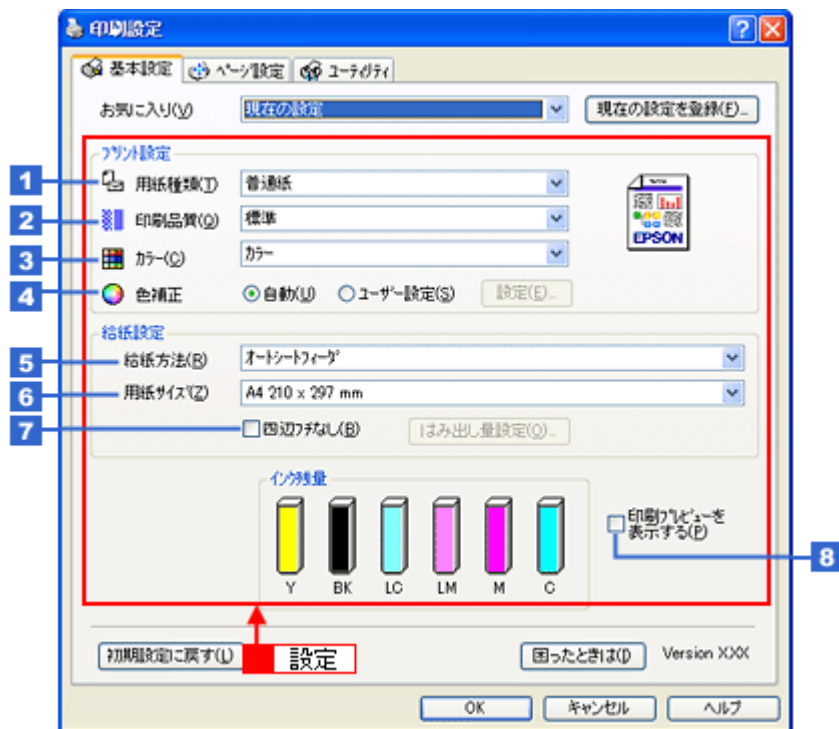 印刷設定
基本設定 ページ設定 ユーティリティ
お気に入り(V) 現在の設定 現在の設定を登録(F)...
プリント設定
1 用紙種類(T) 普通紙
2 印刷品質(Q) 標準
3 カラー(C) カラー
EPSON
4 色補正 自動(U) ユーザー設定(S) 設定(E)...
給紙設定
5 給紙方法(R) オートシートフィーダ
6 用紙サイズ(Z) A4 210 x 297 mm
7 四辺フチなし(B) はみ出し量設定(O)...
インク残量
Y BK LC LM M C
印刷プレビューを
表示する(P)
8
初期設定に戻す(L) 設定 困ったときは(I) Version XXX
OK キャンセル ヘルプ